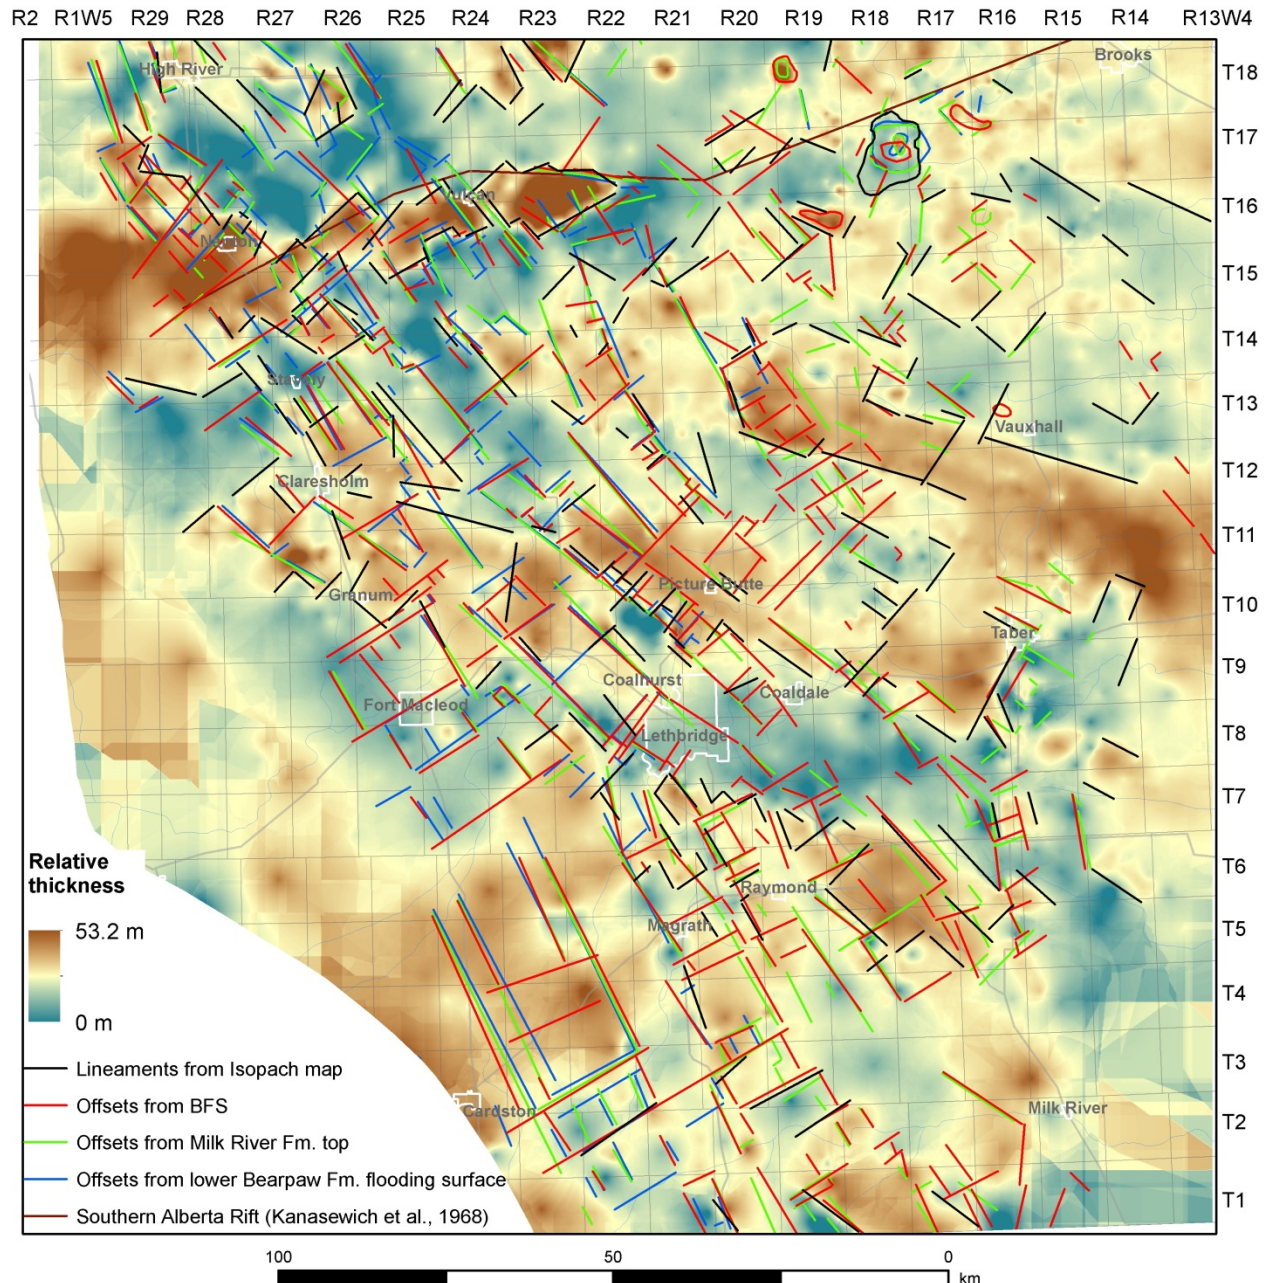 R2 R1W5 R29 R28 R27 R26 R25 R24 R23 R22 R21 R20 R19 R18 R17 R16 R15 R14 R13W4
High River
Brooks
T18
T17
Vulcan
T16
Nanton
T15
T14
Stavely
T13
Vauxhall
T12
Claresholm
T11
Picture Butte
Granum
T10
Taber
T9
Coalhurst
Coaldale
Fort Macleod
T8
Lethbridge
T7
Relative
thickness
T6
Raymond
53.2 m
T5
Magrath
T4
0 m
T3
Lineaments from Isopach map
Offsets from BFS
Cardston
Milk River
T2
Offsets from Milk River Fm. top
Offsets from lower Bearpaw Fm. flooding surface
T1
Southern Alberta Rift (Kanasewich et al., 1968)
100 50 0
km